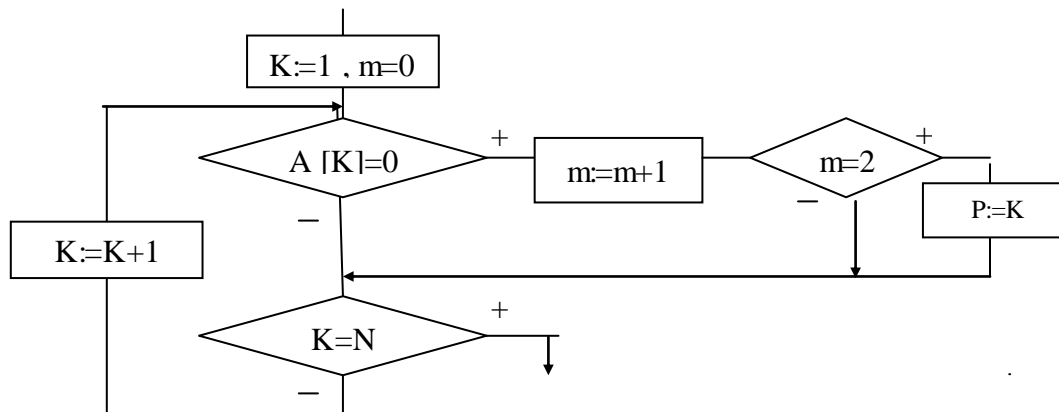 K:=1 , m=0
A [K]=0
+
m:=m+1
m=2
+
–
–
P:=K
K:=K+1
K=N
+
–
.